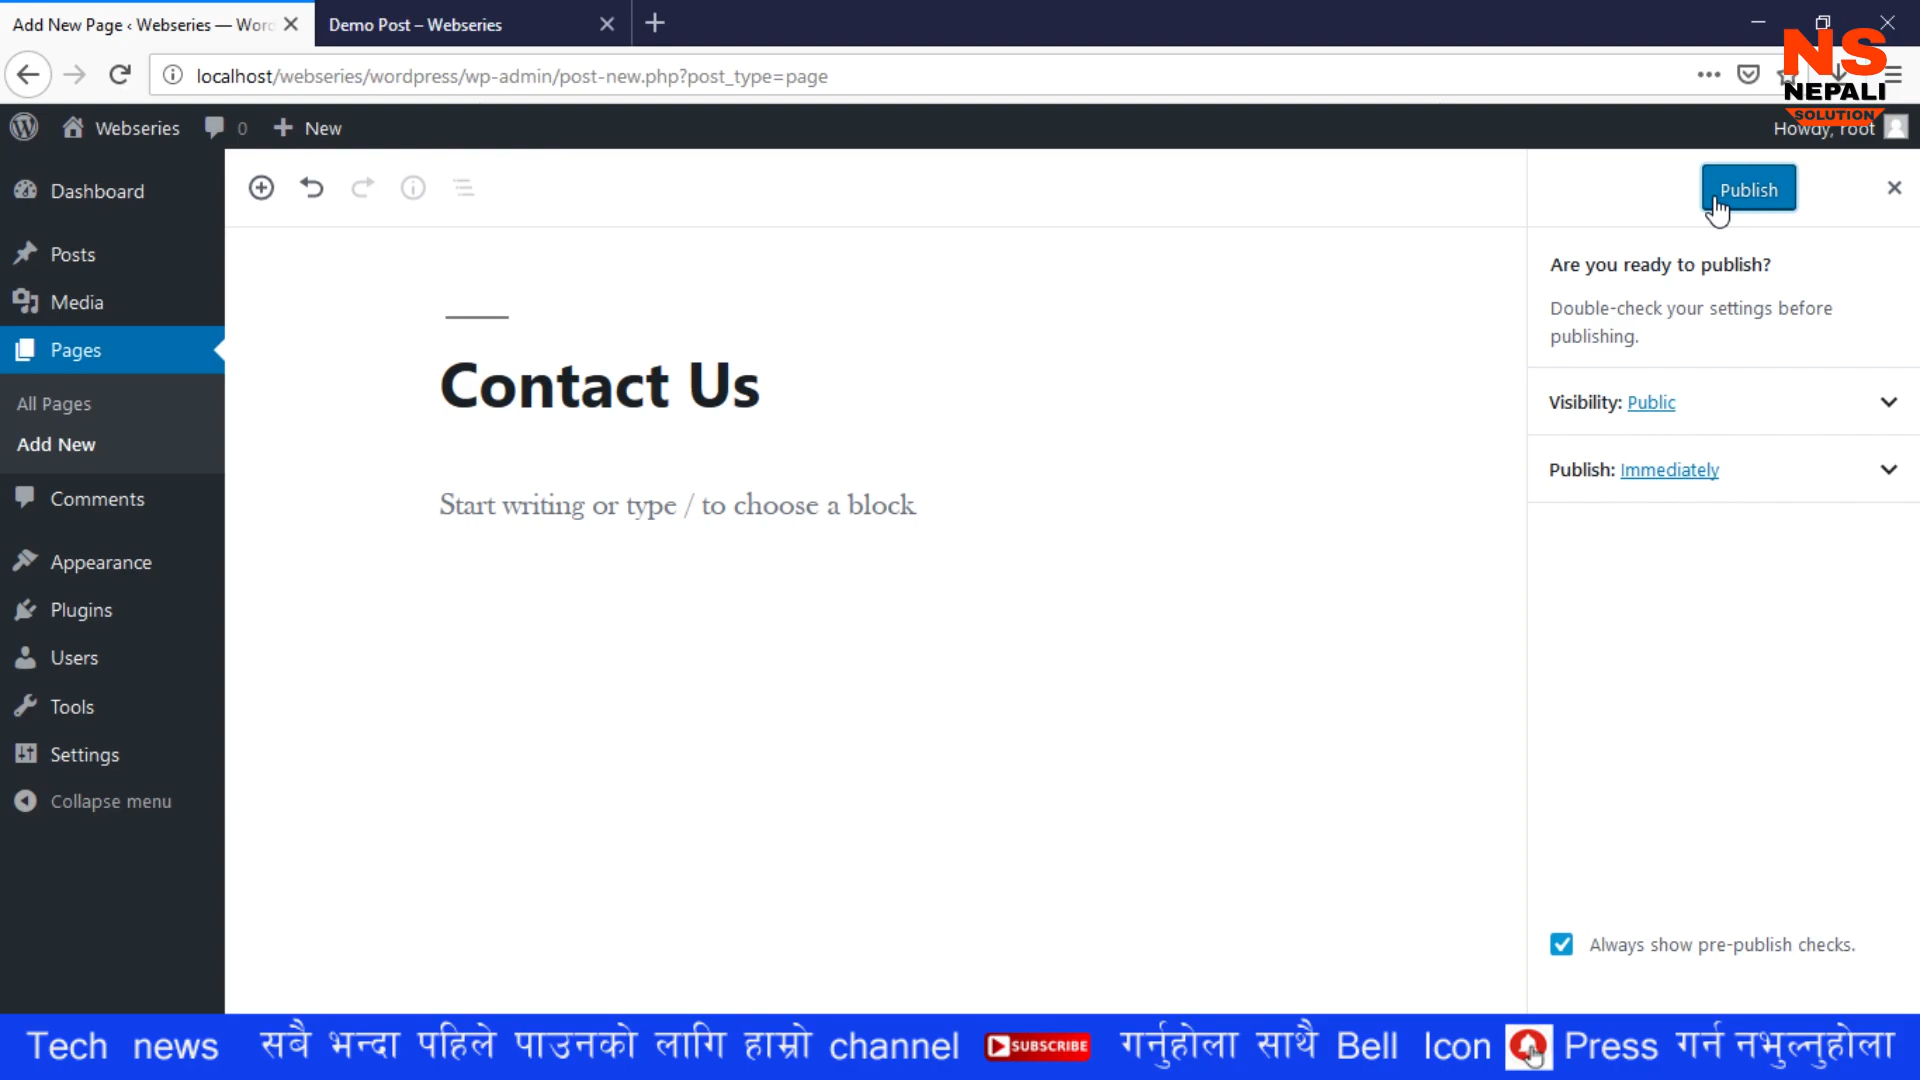 Add New Page ‹ Webseries — Wor
Demo Post – Webseries
localhost/webseries/wordpress/wp-admin/post-new.php?post_type=page
NS
NEPALI
SOLUTION
Webseries
0
New
Howdy, root
Dashboard
Posts
Media
Pages
All Pages
Add New
Comments
Appearance
Plugins
Users
Tools
Settings
Collapse menu
Contact Us
Start writing or type / to choose a block
Publish
Are you ready to publish?
Double-check your settings before
publishing.
Visibility: Public
Publish: Immediately
Always show pre-publish checks.
Tech news सबै भन्दा पहिले पाउनको लागि हाम्रो channel SUBSCRIBE गर्नुहोला साथै Bell Icon Press गर्न नभुल्नुहोला